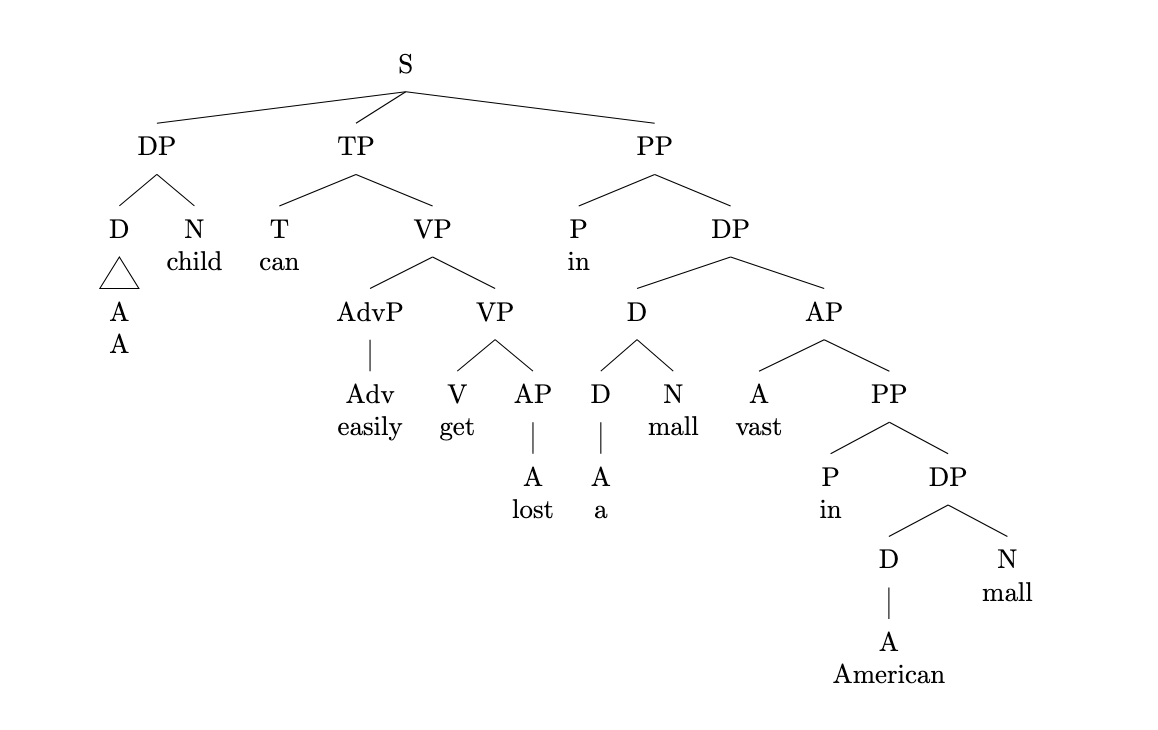 S
DP TP PP
D N T VP P DP
child can in
A AdvP VP D AP
A
Adv V AP D N A PP
easily get mall vast
A A P DP
lost a in
D N
mall
A
American